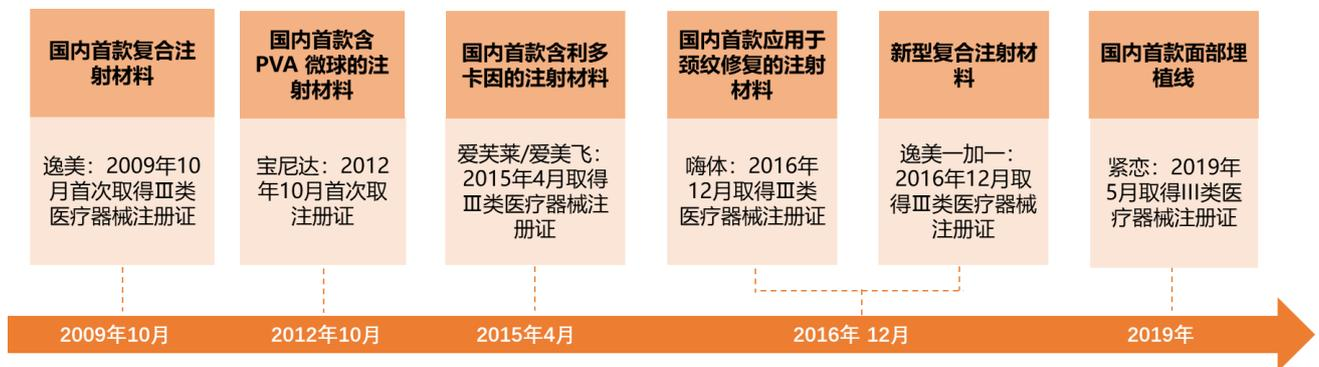 国内首款复合注
射材料
逸美：2009年10
月首次取得Ⅲ类
医疗器械注册证
国内首款含
PVA 微球的注
射材料
宝尼达：2012
年10月首次取
注册证
国内首款含利多
卡因的注射材料
爱芙莱/爱美飞：
2015年4月取得
Ⅲ类医疗器械注
册证
国内首款应用于
颈纹修复的注射
材料
嗨体：2016年
12月取得Ⅲ类
医疗器械注册证
新型复合注射材
料
逸美一加一：
2016年12月取
得Ⅲ类医疗器械
注册证
国内首款面部埋
植线
紧恋：2019年
5月取得III类医
疗器械注册证
2009年10月
2012年10月
2015年4月
2016年 12月
2019年